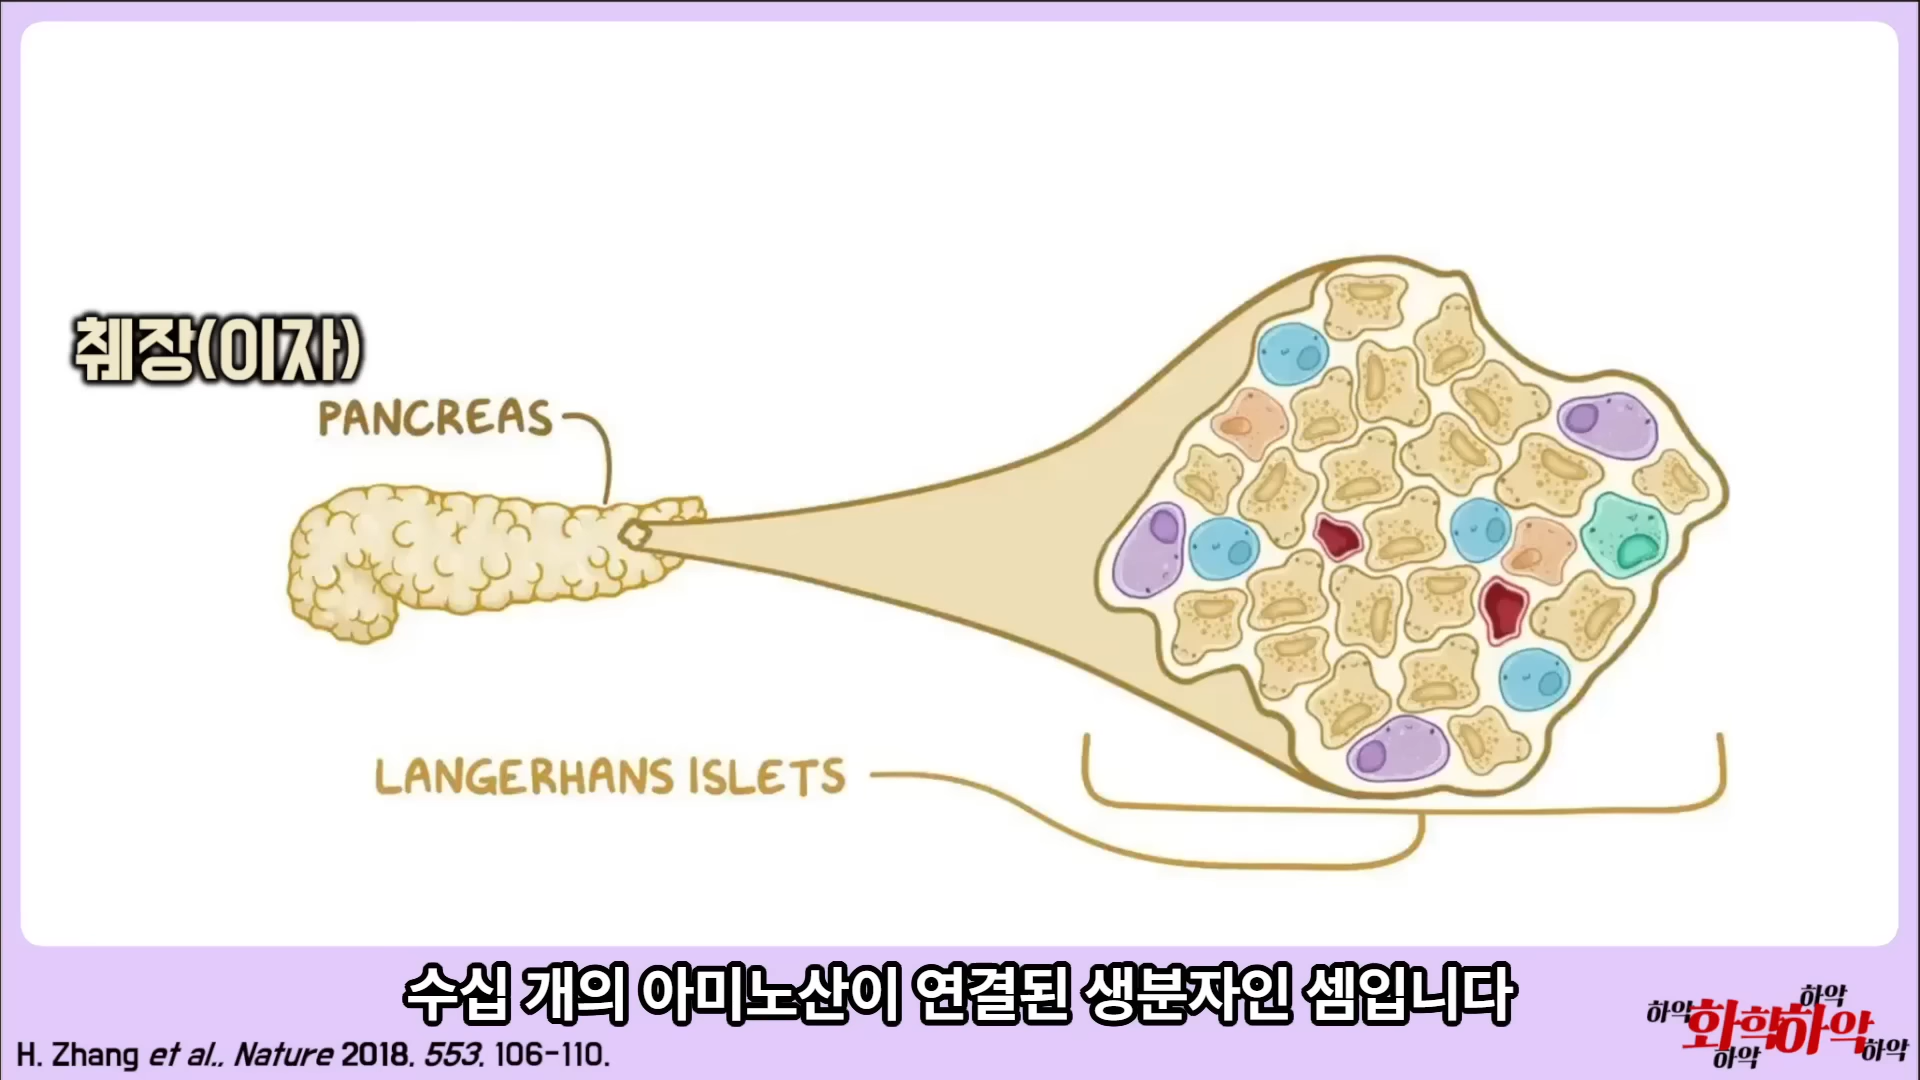 췌장(이자)
PANCREAS
LANGERHANS ISLETS
수십 개의 아미노산이 연결된 생분자인 셈입니다
H. Zhang et al., Nature 2018, 553, 106-110.
하악
화학하악
하악
하악
하악